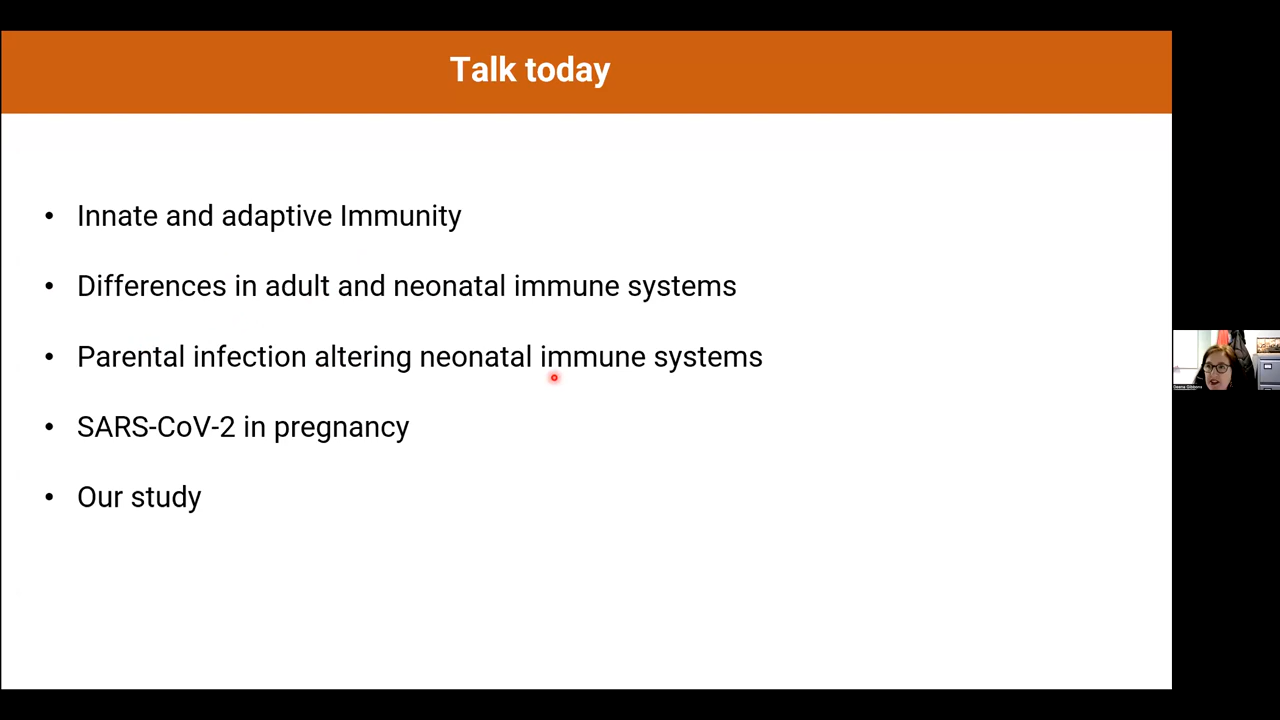 Talk today
• Innate and adaptive Immunity
• Differences in adult and neonatal immune systems
• Parental infection altering neonatal immune systems
• SARS-CoV-2 in pregnancy
• Our study
Gibbons